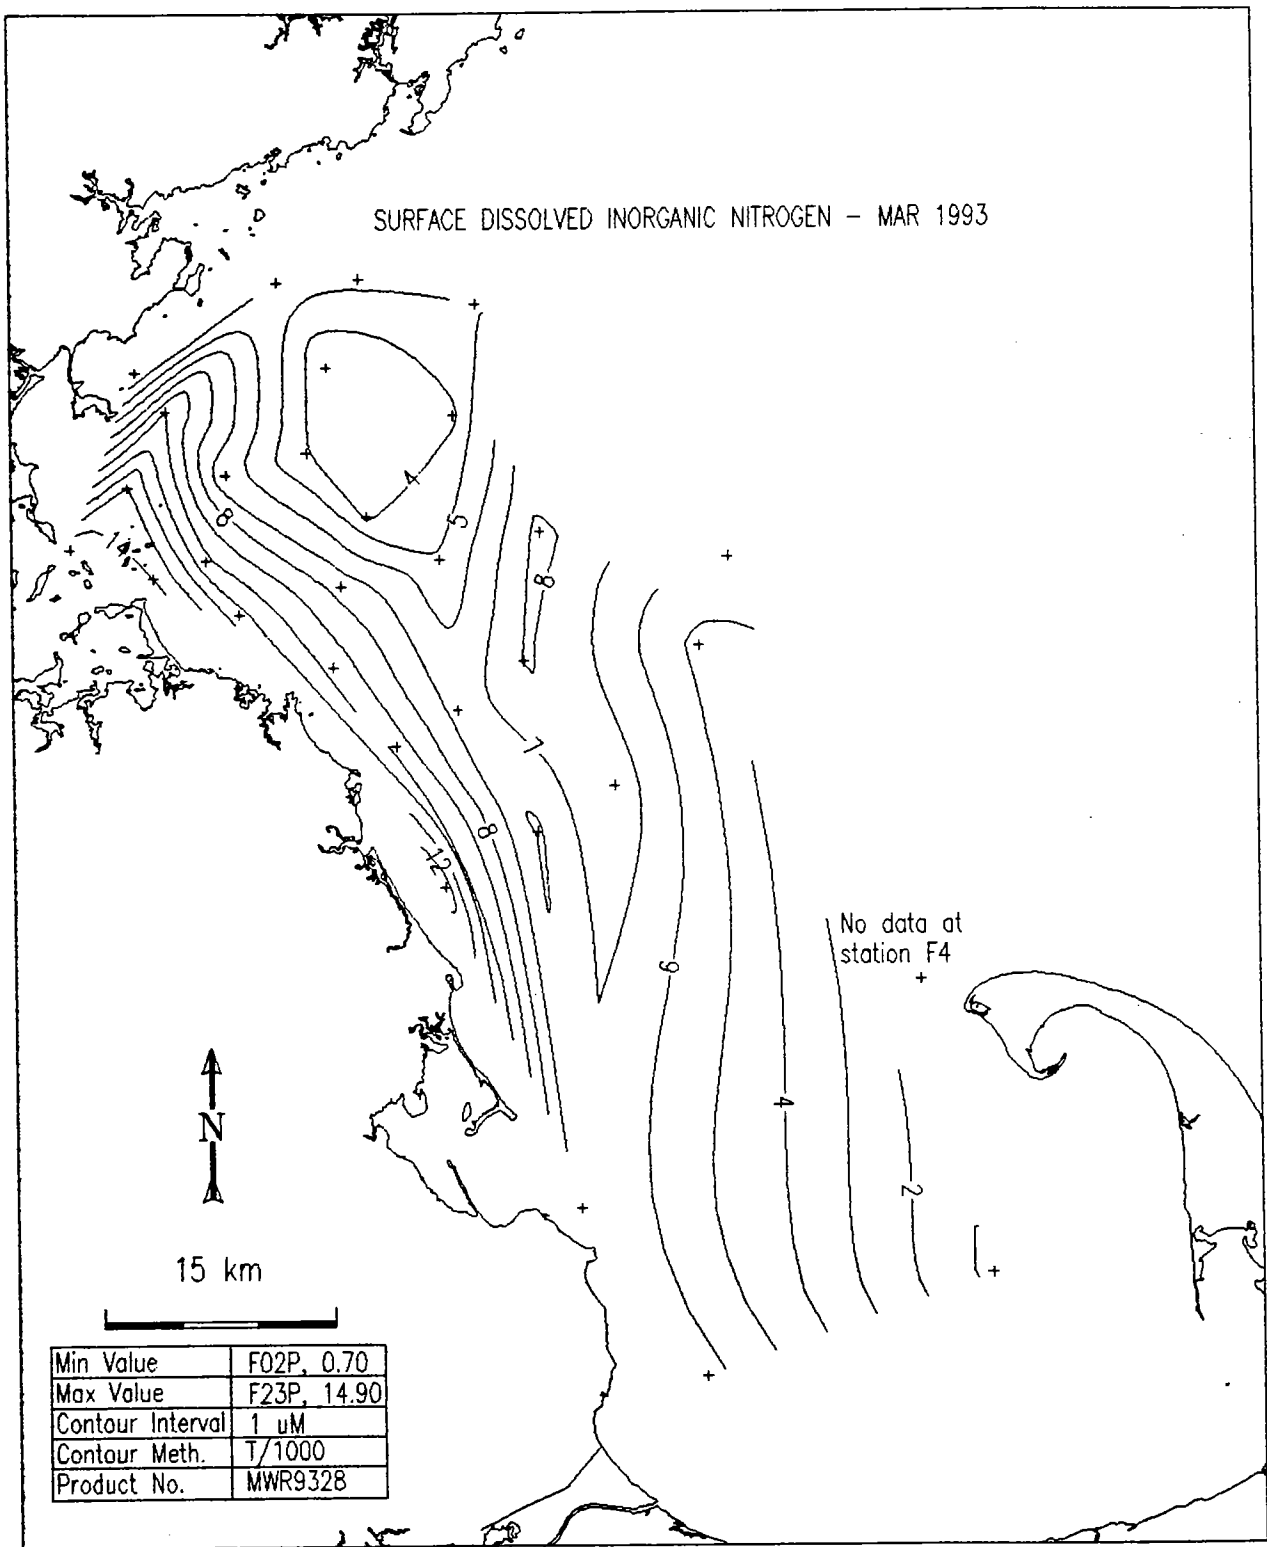 SURFACE DISSOLVED INORGANIC NITROGEN – MAR 1993
4
5
8
14
8
7
8
12
No data at
station F4
6
4
2
N
15 km
Min Value F02P, 0.70
Max Value F23P, 14.90
Contour Interval 1 uM
Contour Meth. T/1000
Product No. MWR9328